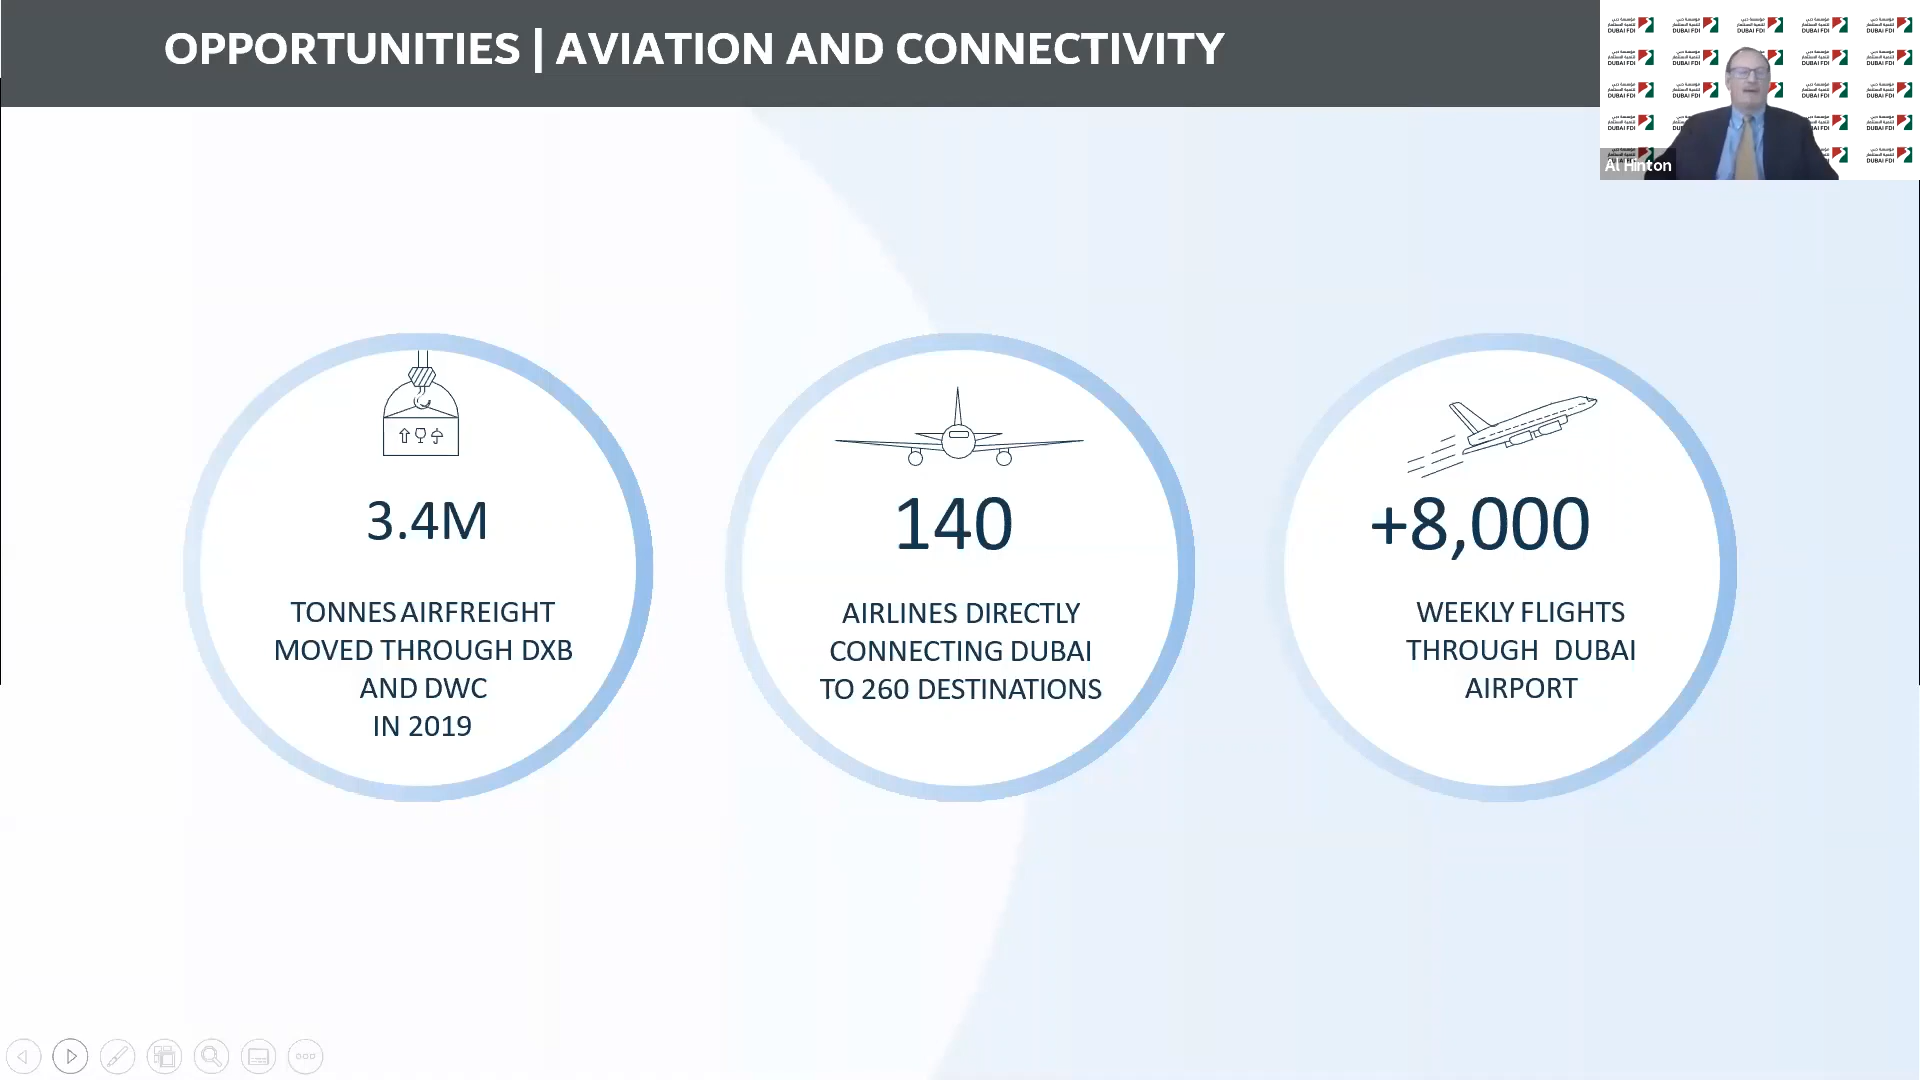 OPPORTUNITIES | AVIATION AND CONNECTIVITY
3.4M
TONNES AIRFREIGHT
MOVED THROUGH DXB
AND DWC
IN 2019
140
AIRLINES DIRECTLY
CONNECTING DUBAI
TO 260 DESTINATIONS
+8,000
WEEKLY FLIGHTS
THROUGH DUBAI
AIRPORT
DUBAI FDI
Al Hinton